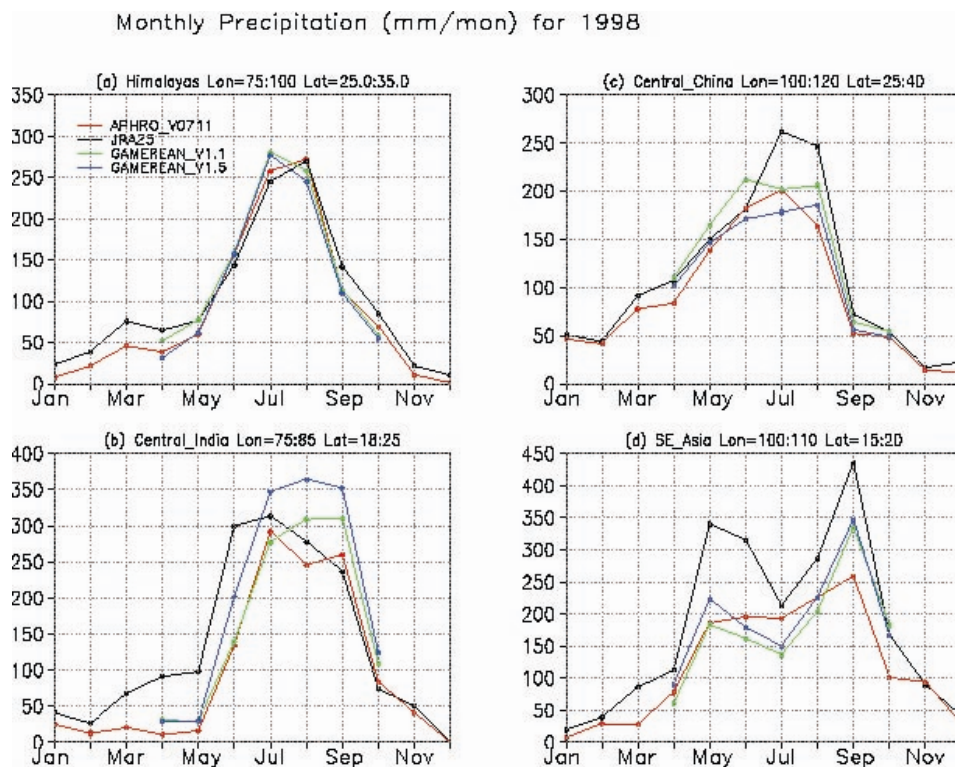 Monthly Precipitation (mm/mon) for 1998
(a) Himalayas Lon=75:100 Lat=25.0:35.0
350
300
250
200
150
100
50
0
APHRO_V0711
JRA25
GAMEREAN_V1.1
GAMEREAN_V1.5
Jan Mar May Jul Sep Nov
(c) Central_China Lon=100:120 Lat=25:40
300
250
200
150
100
50
0
Jan Mar May Jul Sep Nov
(b) Central_India Lon=75:85 Lat=18:25
400
350
300
250
200
150
100
50
0
Jan Mar May Jul Sep Nov
(d) SE_Asia Lon=100:110 Lat=15:20
450
400
350
300
250
200
150
100
50
0
Jan Mar May Jul Sep Nov